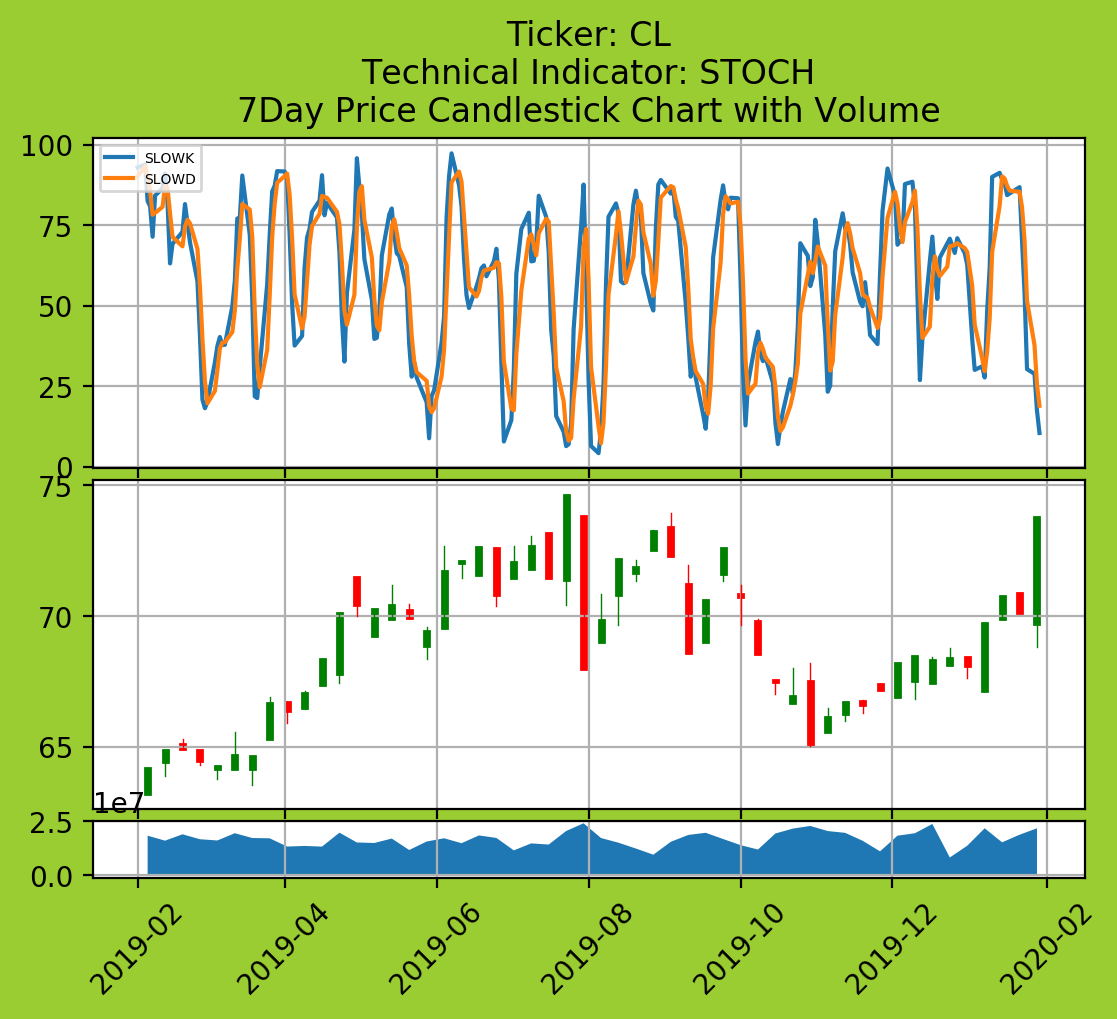 Ticker: CL
Technical Indicator: STOCH
7Day Price Candlestick Chart with Volume
100
75
50
25
0
SLOWK
SLOWD
75
70
65
1e7
2.5
0.0
2019-02
2019-04
2019-06
2019-08
2019-10
2019-12
2020-02